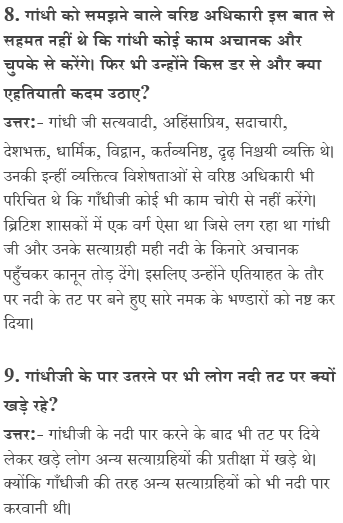 8. गांधी को समझने वाले वरिष्ठ अधिकारी इस बात से
सहमत नहीं थे कि गांधी कोई काम अचानक और
चुपके से करेंगे। फिर भी उन्होंने किस डर से और क्या
एहतियाती कदम उठाए?
उत्तर:- गांधी जी सत्यवादी, अहिंसाप्रिय, सदाचारी,
देशभक्त, धार्मिक, विद्वान, कर्तव्यनिष्ठ, दृढ़ निश्चयी व्यक्ति थे।
उनकी इन्हीं व्यक्तित्व विशेषताओं से वरिष्ठ अधिकारी भी
परिचित थे कि गाँधीजी कोई भी काम चोरी से नहीं करेंगे।
ब्रिटिश शासकों में एक वर्ग ऐसा था जिसे लग रहा था गांधी
जी और उनके सत्याग्रही मही नदी के किनारे अचानक
पहुँचकर कानून तोड़ देंगे। इसलिए उन्होंने एतियाहत के तौर
पर नदी के तट पर बने हुए सारे नमक के भण्डारों को नष्ट कर
दिया।
9. गांधीजी के पार उतरने पर भी लोग नदी तट पर क्यों
खड़े रहे?
उत्तर:- गांधीजी के नदी पार करने के बाद भी तट पर दिये
लेकर खड़े लोग अन्य सत्याग्रहियों की प्रतीक्षा में खड़े थे।
क्योंकि गाँधीजी की तरह अन्य सत्याग्रहियों को भी नदी पार
करवानी थी।